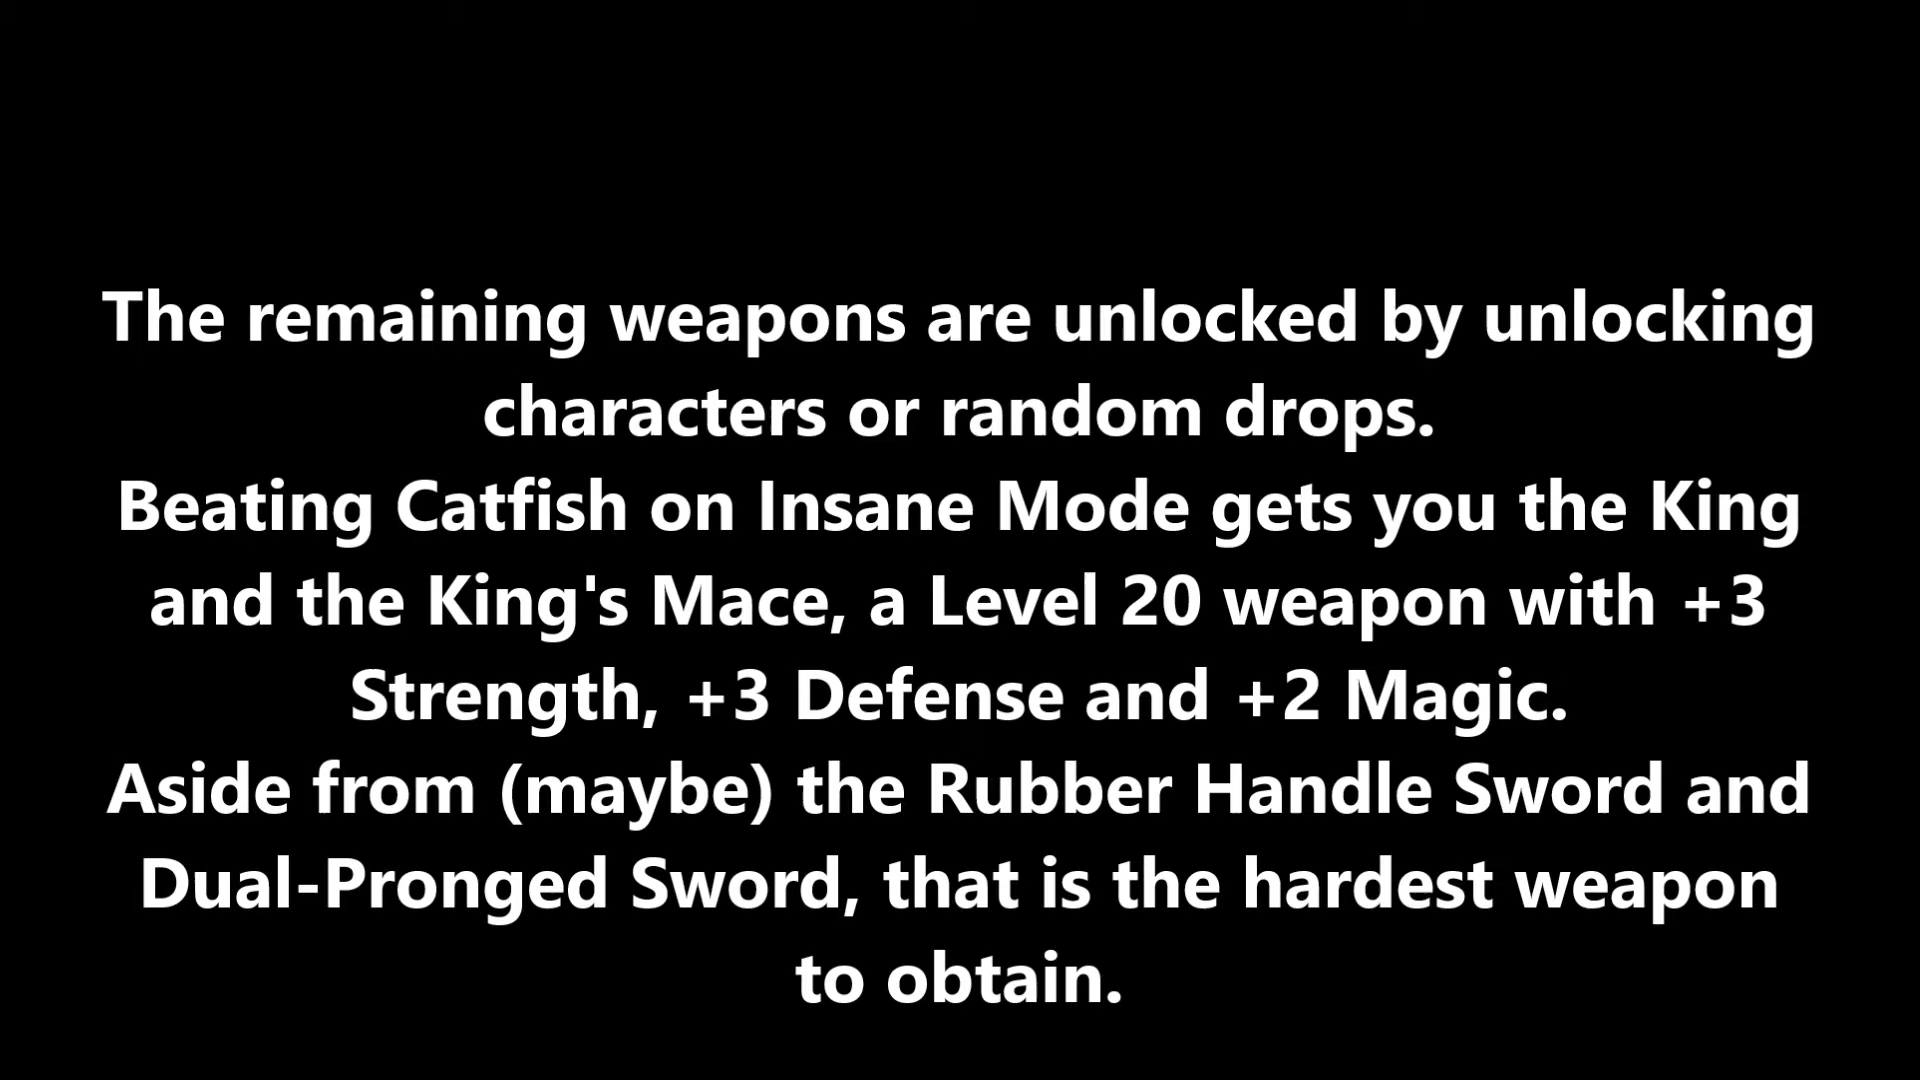 The remaining weapons are unlocked by unlocking
characters or random drops.
Beating Catfish on Insane Mode gets you the King
and the King's Mace, a Level 20 weapon with +3
Strength, +3 Defense and +2 Magic.
Aside from (maybe) the Rubber Handle Sword and
Dual-Pronged Sword, that is the hardest weapon
to obtain.